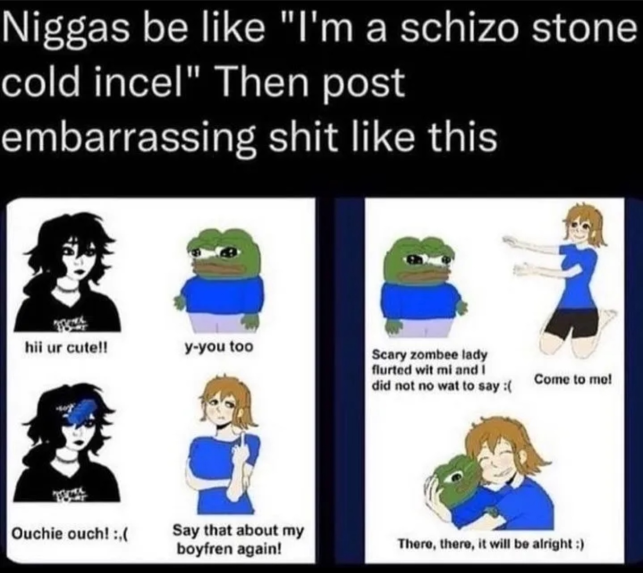 Niggas be like "I'm a schizo stone
cold incel" Then post
embarrassing shit like this
hii ur cute!!
y-you too
Ouchie ouch! :,(
Say that about my
boyfren again!
Scary zombee lady
flurted wit mi and I
did not no wat to say :(
Come to me!
There, there, it will be alright :)